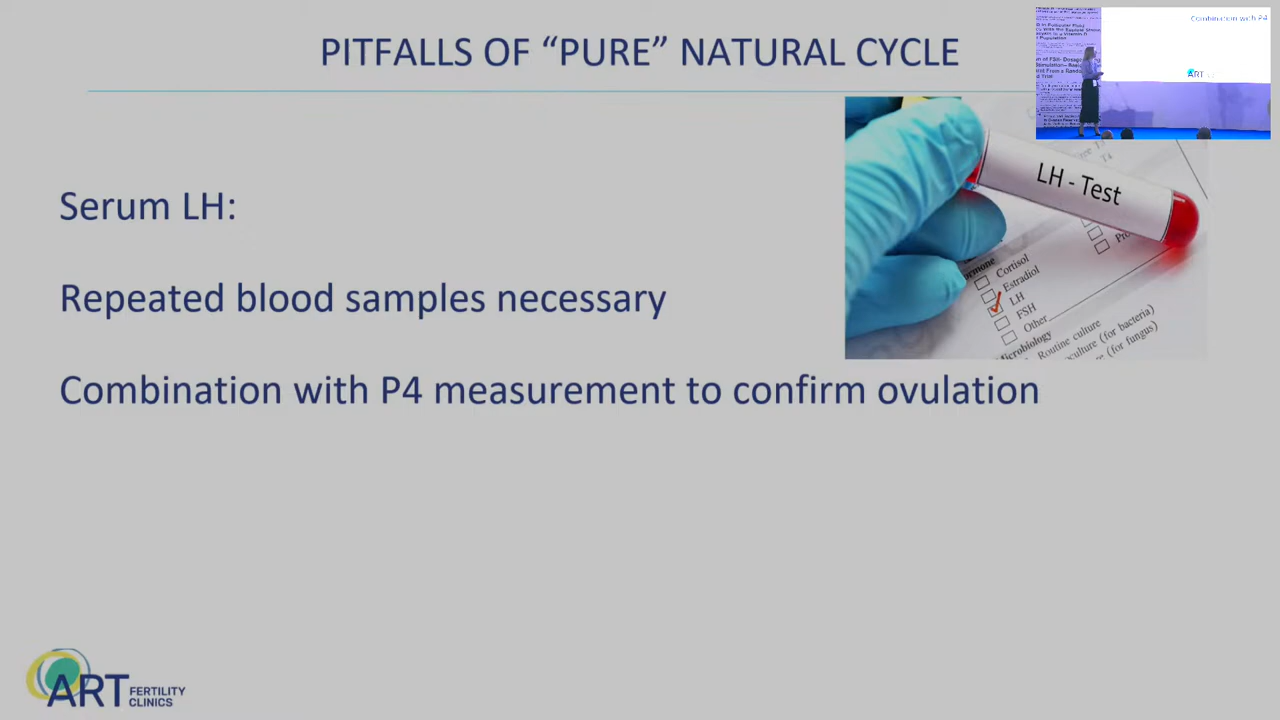 PITFALLS OF “PURE” NATURAL CYCLE
Combination with P4
ART
LH - Test
Cortisol
Estradiol
LH
FSH
Other
Microbiology
Routine culture
(for bacteria)
(for fungus)
Serum LH:
Repeated blood samples necessary
Combination with P4 measurement to confirm ovulation
ART FERTILITY
CLINICS